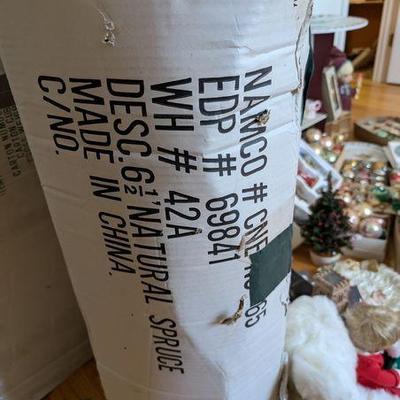 NAMCO # CNE
EDP # 69841
WH # 42A
DESC. 6½' NATURAL SPRUCE
MADE IN CHINA
C/NO.